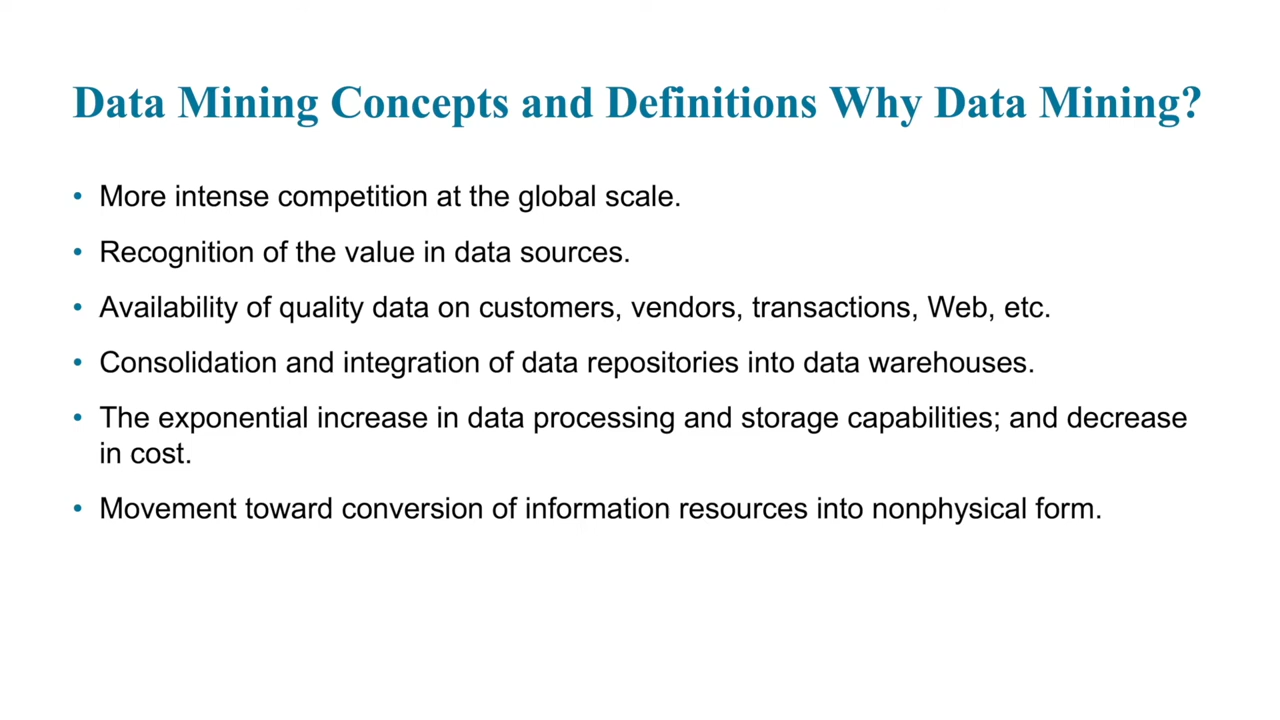 Data Mining Concepts and Definitions Why Data Mining?
• More intense competition at the global scale.
• Recognition of the value in data sources.
• Availability of quality data on customers, vendors, transactions, Web, etc.
• Consolidation and integration of data repositories into data warehouses.
• The exponential increase in data processing and storage capabilities; and decrease
in cost.
• Movement toward conversion of information resources into nonphysical form.